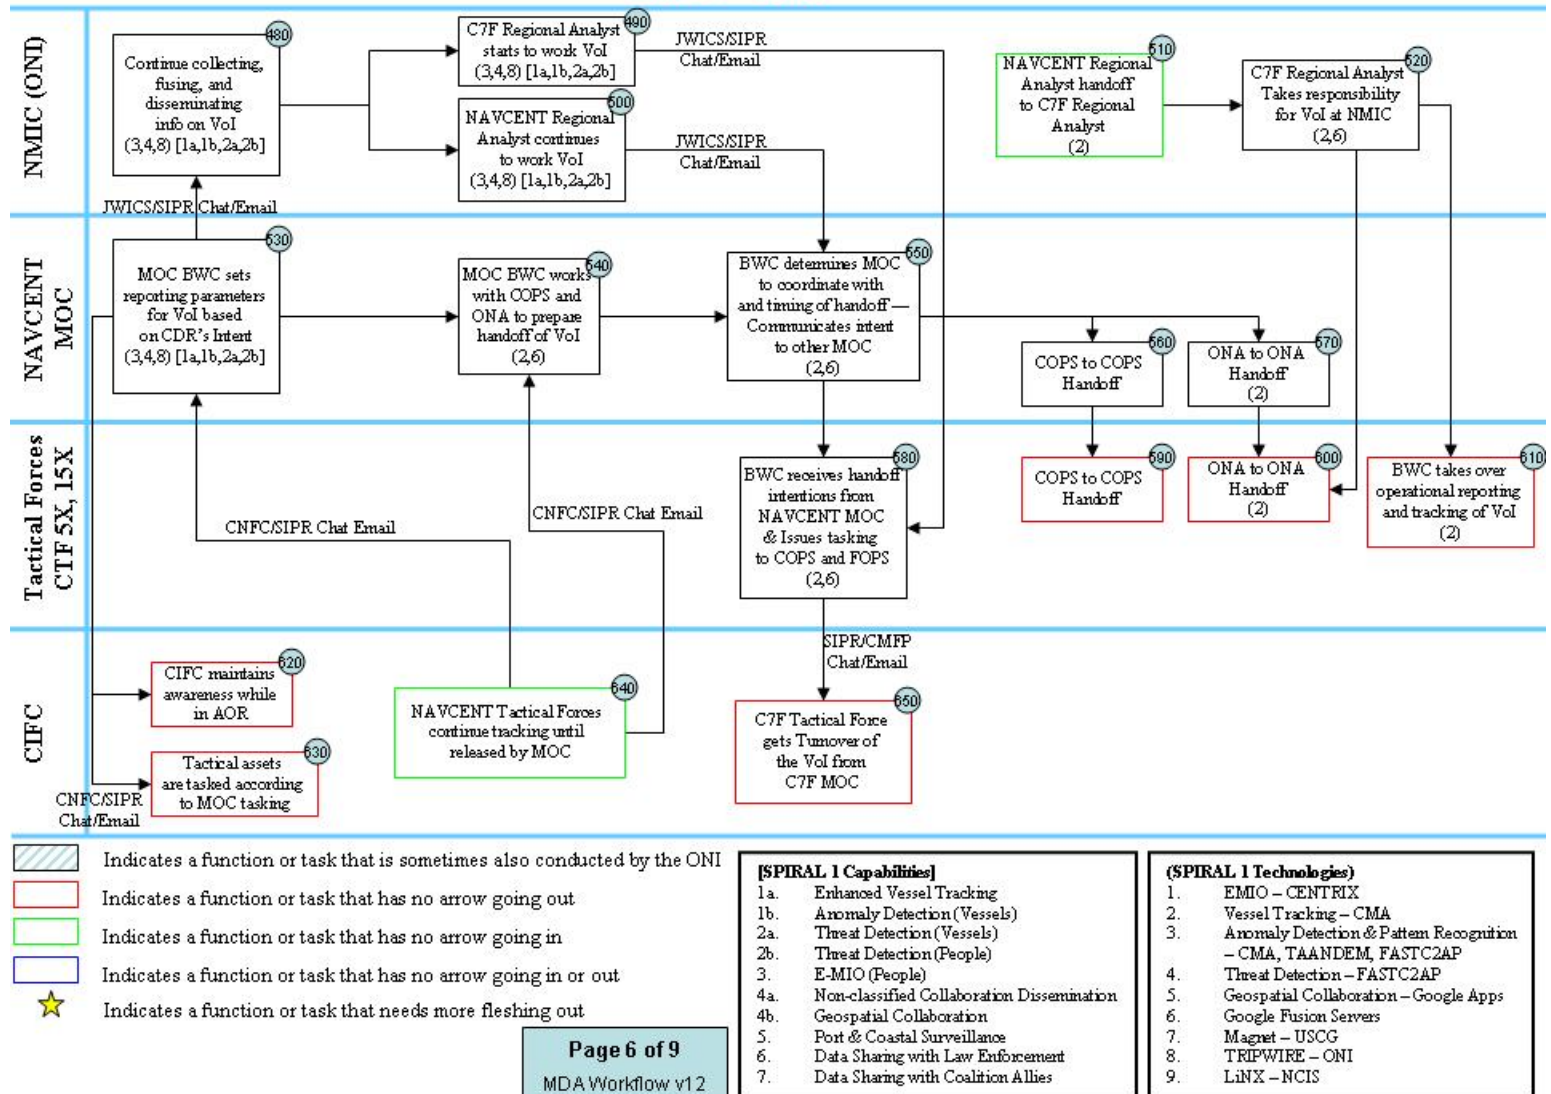 NMIC (ONI)
480
Continue collecting,
fusing, and
disseminating
info on VoI
(3,4,8) [1a,1b,2a,2b]
490
C7F Regional Analyst
starts to work VoI
(3,4,8) [1a,1b,2a,2b]
JWICS/SIPR
Chat/Email
500
NAVCENT Regional
Analyst continues
to work VoI
(3,4,8) [1a,1b,2a,2b]
JWICS/SIPR
Chat/Email
510
NAVCENT Regional
Analyst handoff
to C7F Regional
Analyst
(2)
520
C7F Regional Analyst
Takes responsibility
for VoI at NMIC
(2,6)
JWICS/SIPR Chat/Email
NAVCENT
MOC
530
MOC BWC sets
reporting parameters
for VoI based
on CDR's Intent
(3,4,8) [1a,1b,2a,2b]
540
MOC BWC works
with COPS and
ONA to prepare
handoff of VoI
(2,6)
550
BWC determines MOC
to coordinate with
and timing of handoff —
Communicates intent
to other MOC
(2,6)
560
COPS to COPS
Handoff
570
ONA to ONA
Handoff
(2)
Tactical Forces
CTF 5X, 15X
CNFC/SIPR Chat Email
CNFC/SIPR Chat Email
580
BWC receives handoff
intentions from
NAVCENT MOC
& Issues tasking
to COPS and FOPS
(2,6)
590
COPS to COPS
Handoff
600
ONA to ONA
Handoff
(2)
610
BWC takes over
operational reporting
and tracking of VoI
(2)
SIPR/CMFP
Chat/Email
CIFC
620
CIFC maintains
awareness while
in AOR
630
Tactical assets
are tasked according
to MOC tasking
CNFC/SIPR
Chat/Email
640
NAVCENT Tactical Forces
continue tracking until
released by MOC
650
C7F Tactical Force
gets Turnover of
the VoI from
C7F MOC
Indicates a function or task that is sometimes also conducted by the ONI
Indicates a function or task that has no arrow going out
Indicates a function or task that has no arrow going in
Indicates a function or task that has no arrow going in or out
Indicates a function or task that needs more fleshing out
Page 6 of 9
MDA Workflow v12
[SPIRAL 1 Capabilities]
1a. Enhanced Vessel Tracking
1b. Anomaly Detection (Vessels)
2a. Threat Detection (Vessels)
2b. Threat Detection (People)
3. E-MIO (People)
4a. Non-classified Collaboration Dissemination
4b. Geospatial Collaboration
5. Port & Coastal Surveillance
6. Data Sharing with Law Enforcement
7. Data Sharing with Coalition Allies
(SPIRAL 1 Technologies)
1. EMIO – CENTRIX
2. Vessel Tracking – CMA
3. Anomaly Detection & Pattern Recognition
– CMA, TAANDEM, FASTC2AP
4. Threat Detection – FASTC2AP
5. Geospatial Collaboration – Google Apps
6. Google Fusion Servers
7. Magnet – USCG
8. TRIPWIRE – ONI
9. LiNX – NCIS